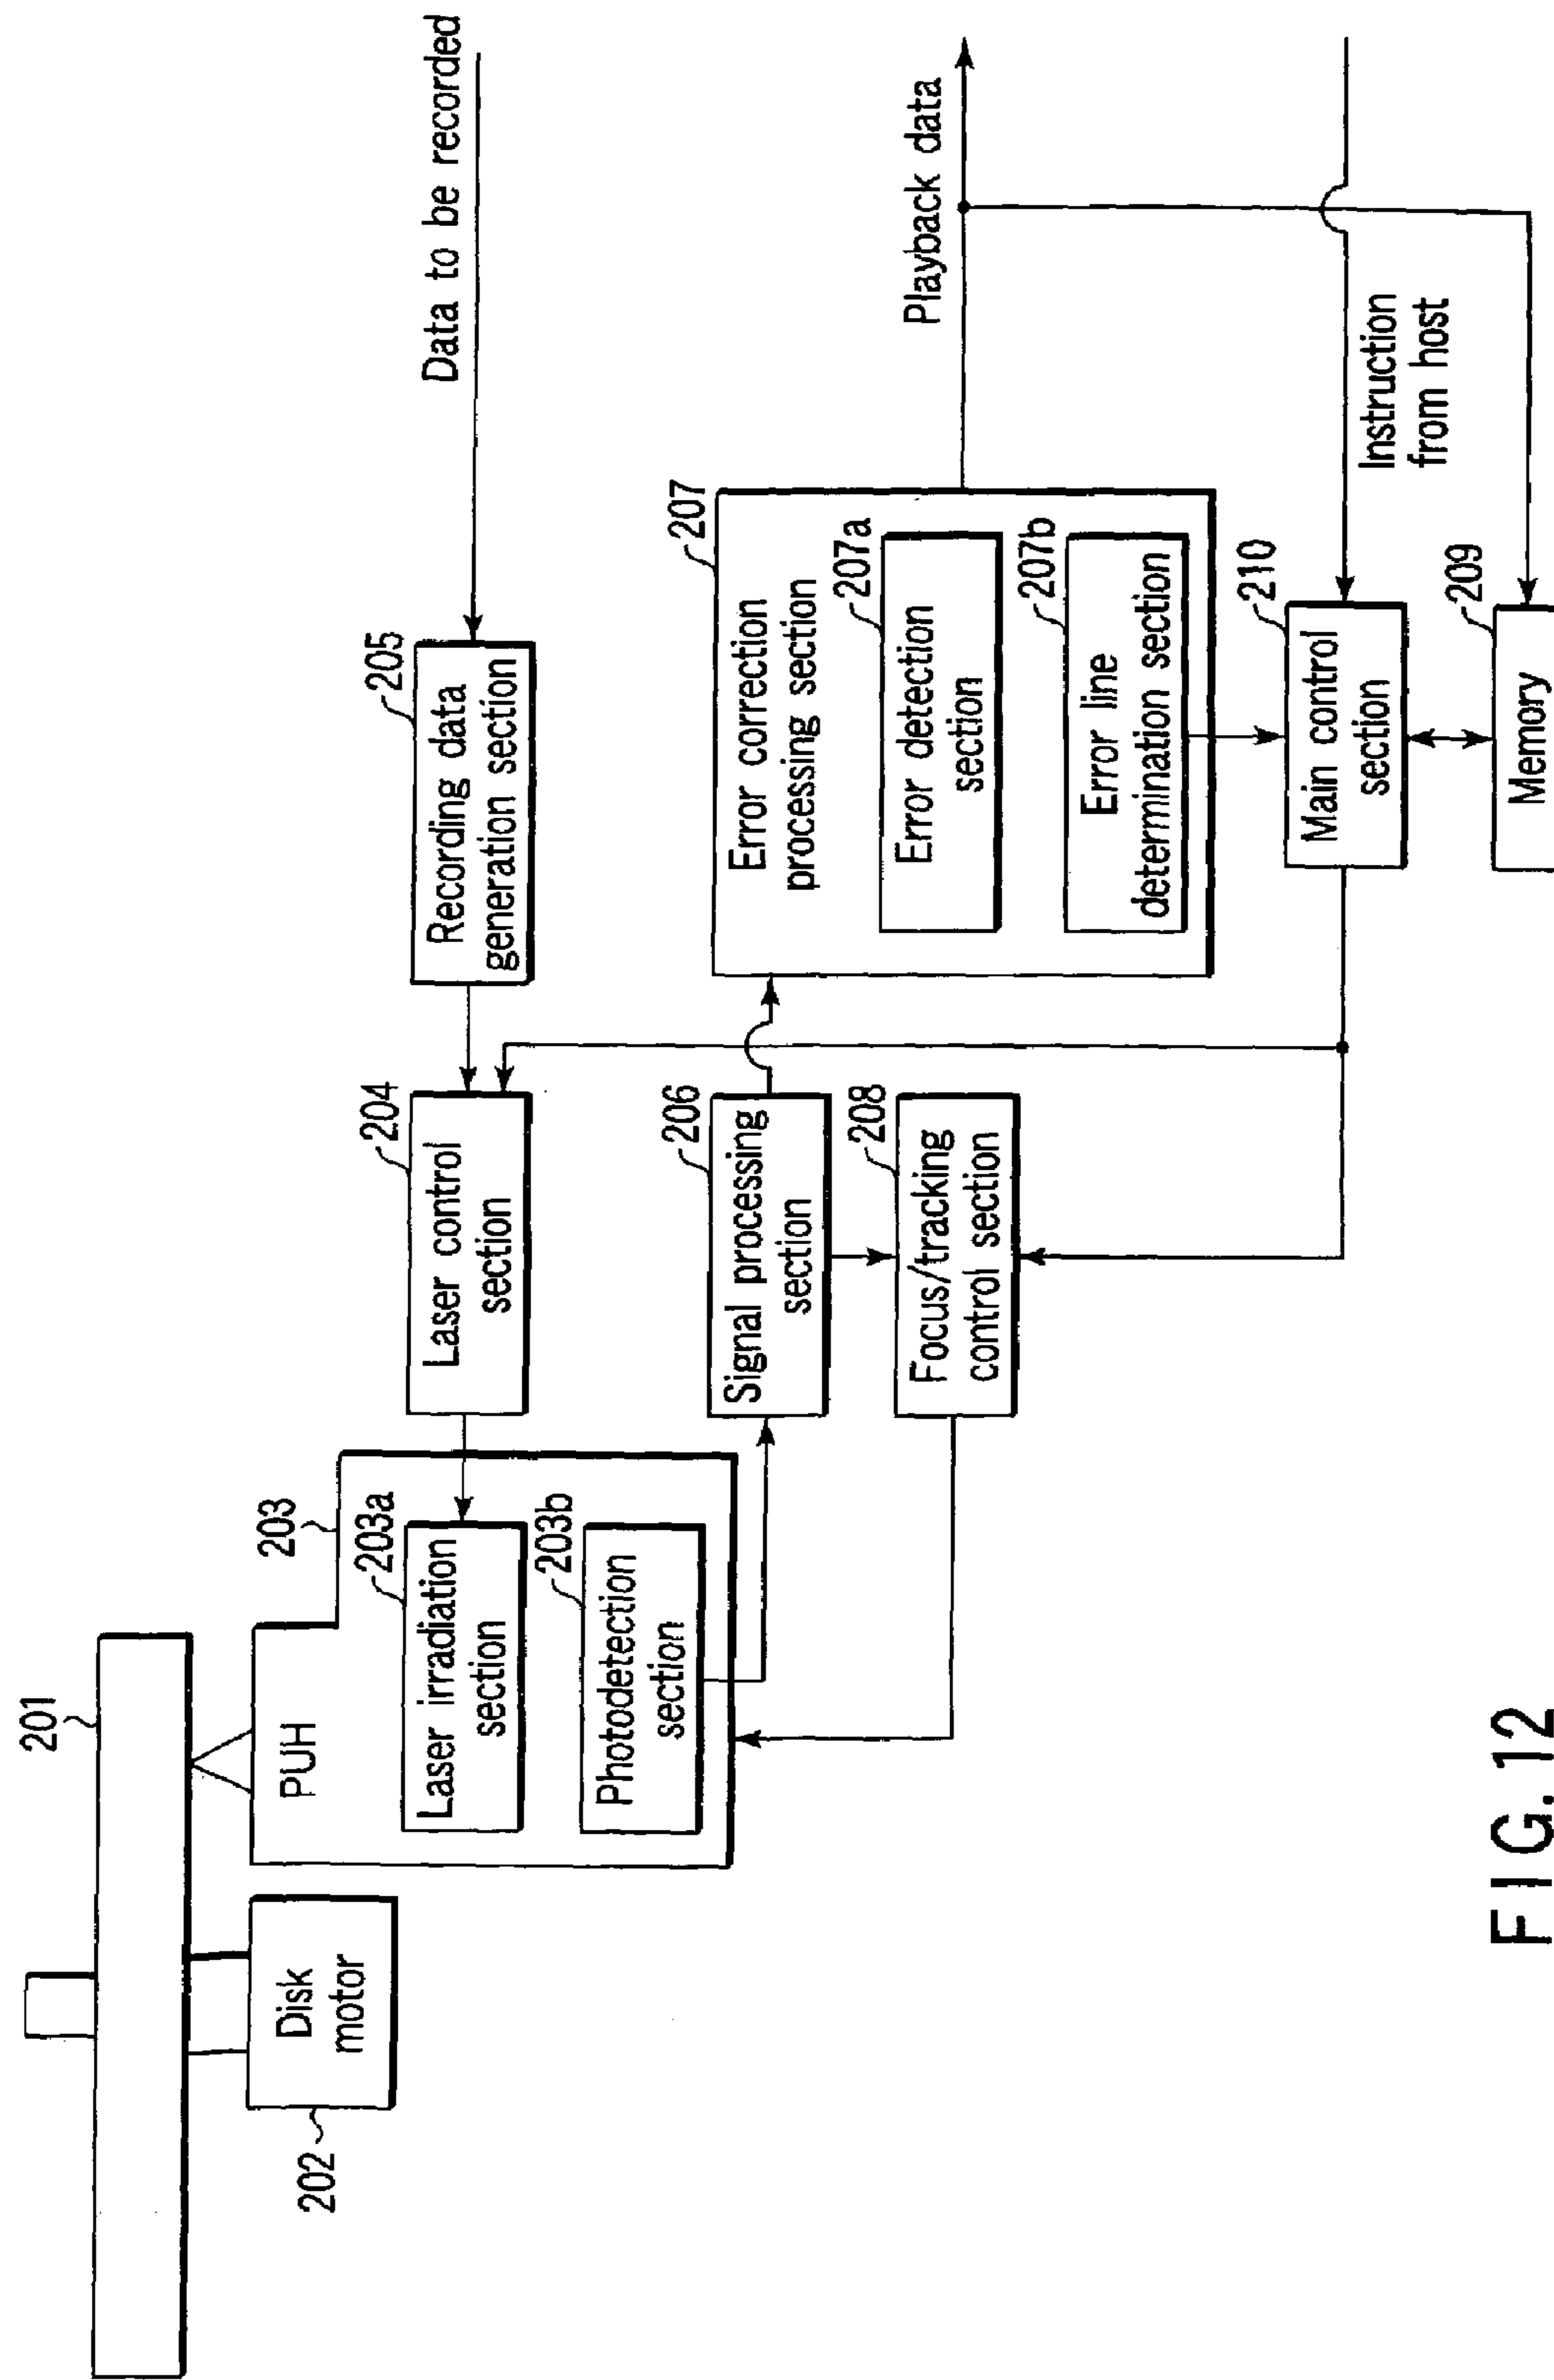 201
Disk
motor
202
PUH
203
Laser irradiation
section
203a
Photodetection
section
203b
Laser control
section
204
Recording data
generation section
205
Data to be recorded
Signal processing
section
206
Focus/tracking
control section
208
Error correction
processing section
207
Error detection
section
207a
Error line
determination section
207b
Playback data
Main control
section
210
Instruction
from host
Memory
209
FIG. 12